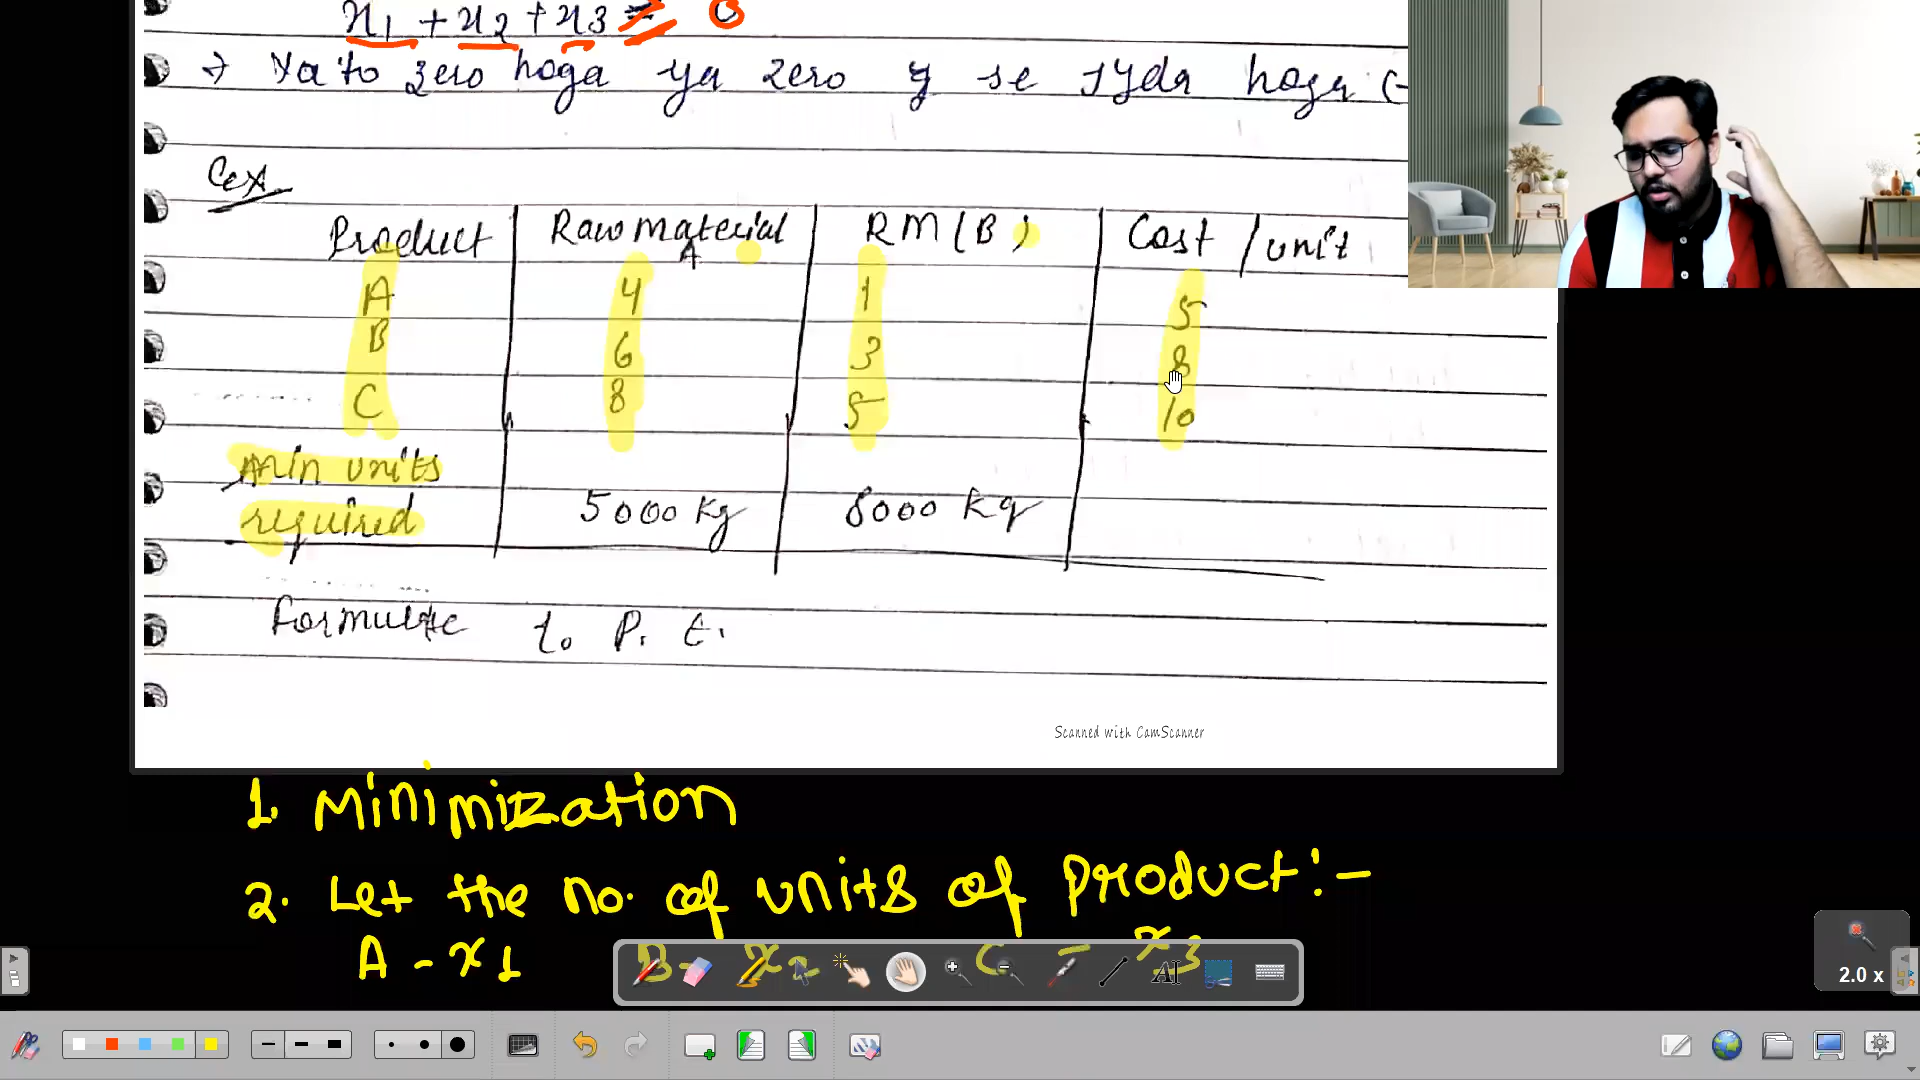 x1 + x2 + x3 = 0
→ Ya to zero hoga ya zero se jyda hoga (-
Ex
Product Raw material A RM (B) Cost / unit
A 4 1 5
B 6 3 8
C 8 5 10
min units
required 5000 Kg 8000 Kg
Formulate L. P. P.
Scanned with CamScanner
1. Minimization
2. Let the no. of units of product:-
A - x1 B - x2 C - x3
2.0 x